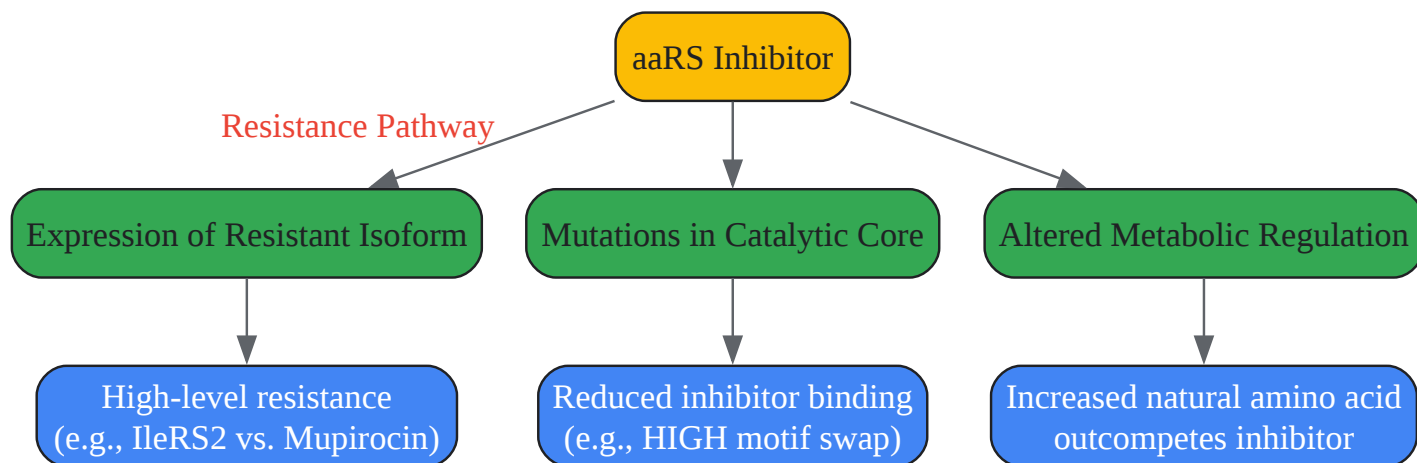 aaRS Inhibitor
Resistance Pathway
Expression of Resistant Isoform
Mutations in Catalytic Core
Altered Metabolic Regulation
High-level resistance
(e.g., IleRS2 vs. Mupirocin)
Reduced inhibitor binding
(e.g., HIGH motif swap)
Increased natural amino acid
outcompetes inhibitor